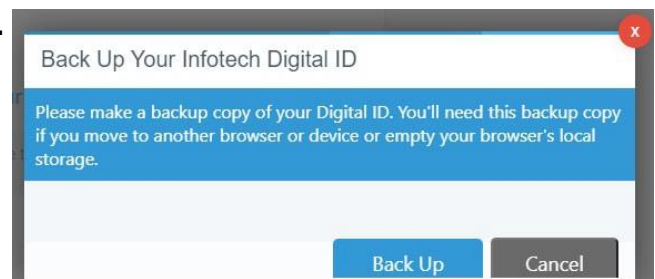 X
Back Up Your Infotech Digital ID
Please make a backup copy of your Digital ID. You'll need this backup copy
if you move to another browser or device or empty your browser's local
storage.
Back Up Cancel